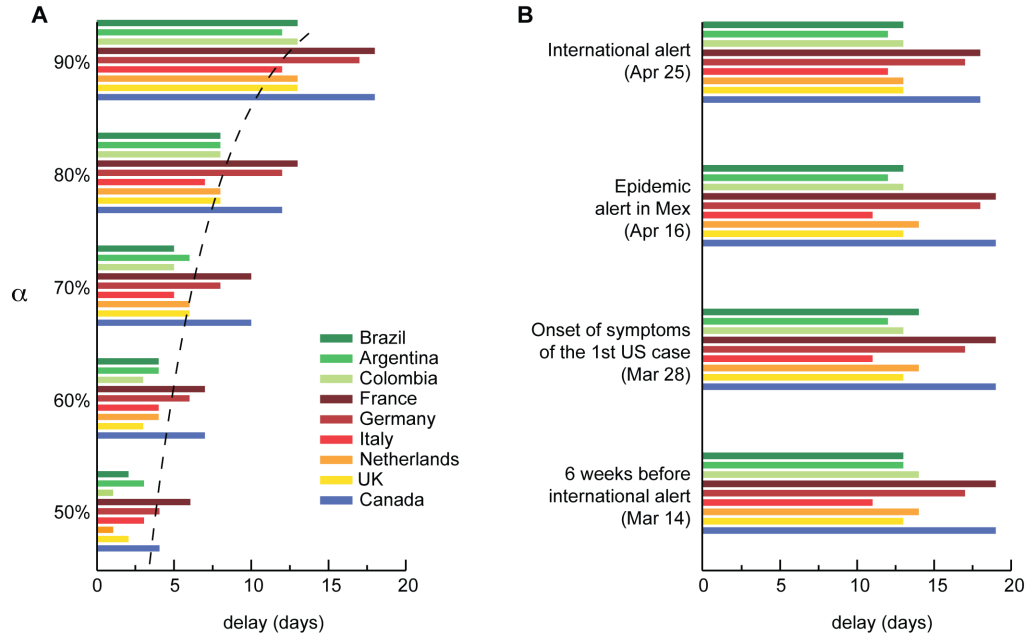 A
90%
80%
70%
α
60%
50%
Brazil
Argentina
Colombia
France
Germany
Italy
Netherlands
UK
Canada
0
5
10
15
20
delay (days)
B
International alert
(Apr 25)
Epidemic
alert in Mex
(Apr 16)
Onset of symptoms
of the 1st US case
(Mar 28)
6 weeks before
international alert
(Mar 14)
0
5
10
15
20
delay (days)